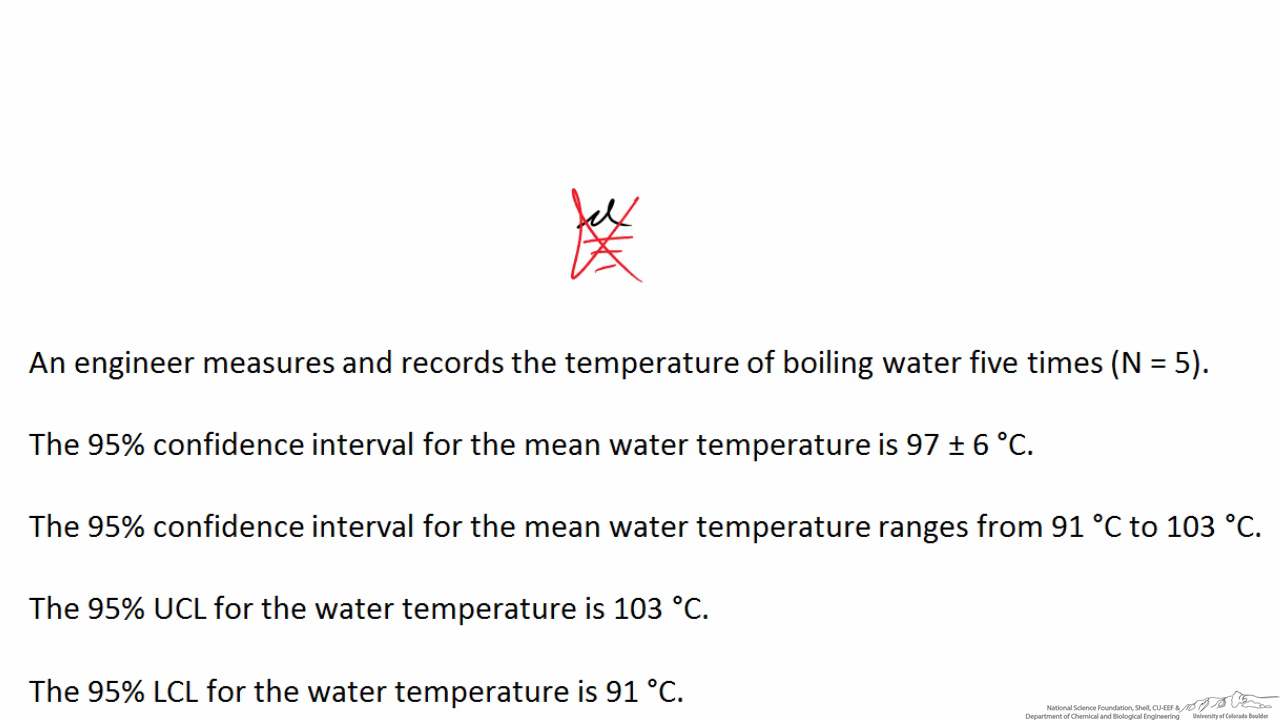 An engineer measures and records the temperature of boiling water five times (N = 5).
The 95% confidence interval for the mean water temperature is 97 ± 6 °C.
The 95% confidence interval for the mean water temperature ranges from 91 °C to 103 °C.
The 95% UCL for the water temperature is 103 °C.
The 95% LCL for the water temperature is 91 °C.
National Science Foundation, Shell, CU-EEF &
Department of Chemical and Biological Engineering
University of Colorado Boulder